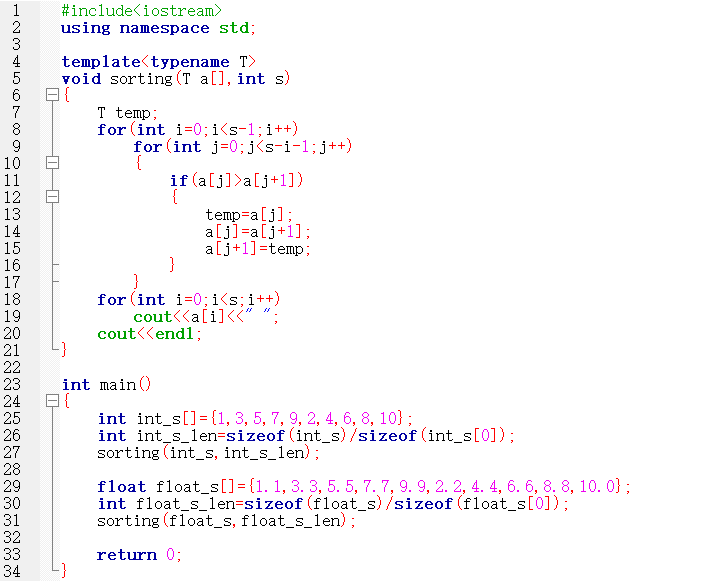 1 #include<iostream>
2 using namespace std;
3
4 template<typename T>
5 void sorting(T a[],int s)
6 {
7 T temp;
8 for(int i=0;i<s-1;i++)
9 for(int j=0;j<s-i-1;j++)
10 {
11 if(a[j]>a[j+1])
12 {
13 temp=a[j];
14 a[j]=a[j+1];
15 a[j+1]=temp;
16 }
17 }
18 for(int i=0;i<s;i++)
19 cout<<a[i]<<" ";
20 cout<<endl;
21 }
22
23 int main()
24 {
25 int int_s[]={1,3,5,7,9,2,4,6,8,10};
26 int int_s_len=sizeof(int_s)/sizeof(int_s[0]);
27 sorting(int_s,int_s_len);
28
29 float float_s[]={1.1,3.3,5.5,7.7,9.9,2.2,4.4,6.6,8.8,10.0};
30 int float_s_len=sizeof(float_s)/sizeof(float_s[0]);
31 sorting(float_s,float_s_len);
32
33 return 0;
34 }